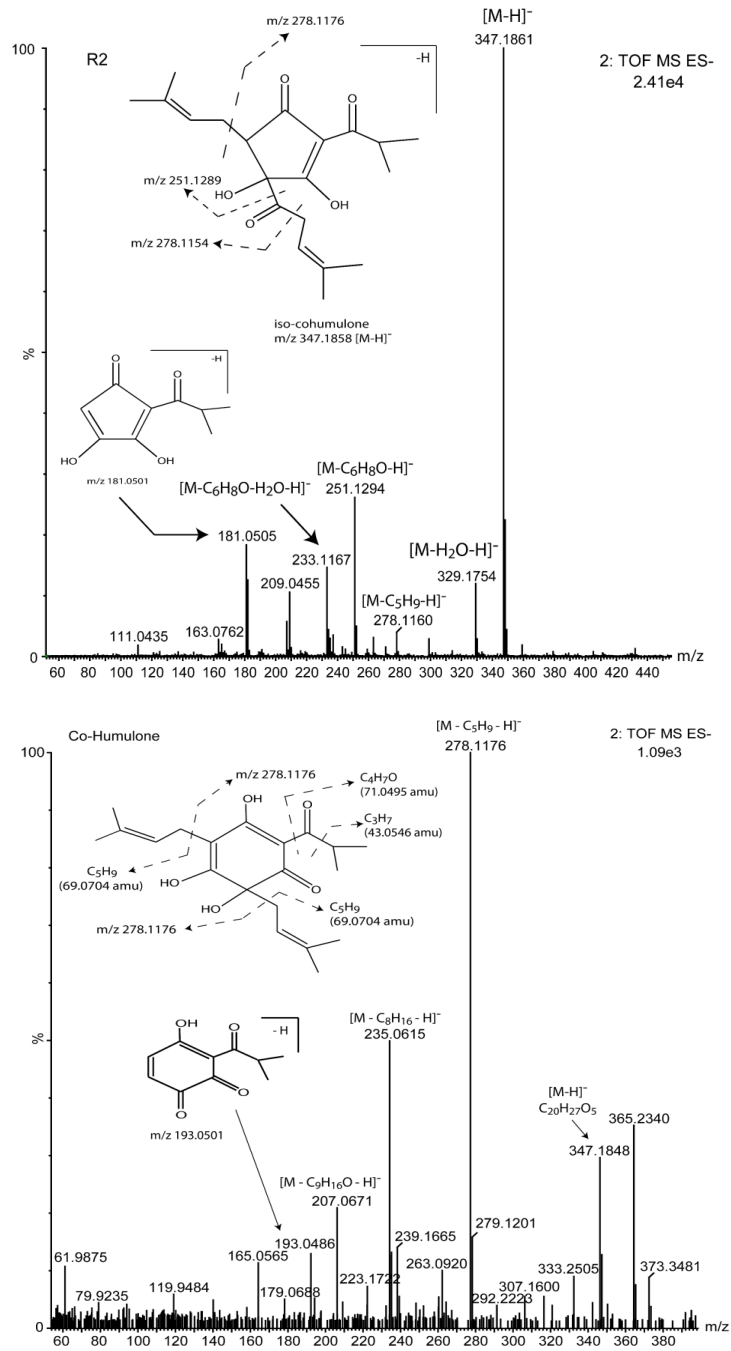 m/z 278.1176
[M-H]⁻
347.1861
100
R2
-H
2: TOF MS ES-
2.41e4
O
O
m/z 251.1289
HO
OH
O
m/z 278.1154
iso-cohumulone
m/z 347.1858 [M-H]⁻
%
O
-H
O
HO
OH
m/z 181.0501
[M-C₆H₈O-H]⁻
251.1294
[M-C₆H₈O-H₂O-H]⁻
181.0505
233.1167
[M-H₂O-H]⁻
329.1754
209.0455
[M-C₅H₉-H]⁻
278.1160
111.0435
163.0762
0
m/z
60 80 100 120 140 160 180 200 220 240 260 280 300 320 340 360 380 400 420 440
[M - C₅H₉ - H]⁻
278.1176
Co-Humulone
2: TOF MS ES-
1.09e3
100
m/z 278.1176
C₄H₇O
(71.0495 amu)
OH
O
C₃H₇
(43.0546 amu)
C₅H₉
(69.0704 amu)
HO
O
HO
C₅H₉
(69.0704 amu)
m/z 278.1176
%
OH
O
- H
O
O
m/z 193.0501
[M - C₈H₁₆ - H]⁻
235.0615
[M-H]⁻
C₂₀H₂₇O₅
365.2340
347.1848
[M - C₉H₁₆O - H]⁻
207.0671
193.0486
239.1665
279.1201
61.9875
165.0565
263.0920
333.2505
373.3481
79.9235
119.9484
179.0688
223.1722
292.2223
307.1600
0
m/z
60 80 100 120 140 160 180 200 220 240 260 280 300 320 340 360 380